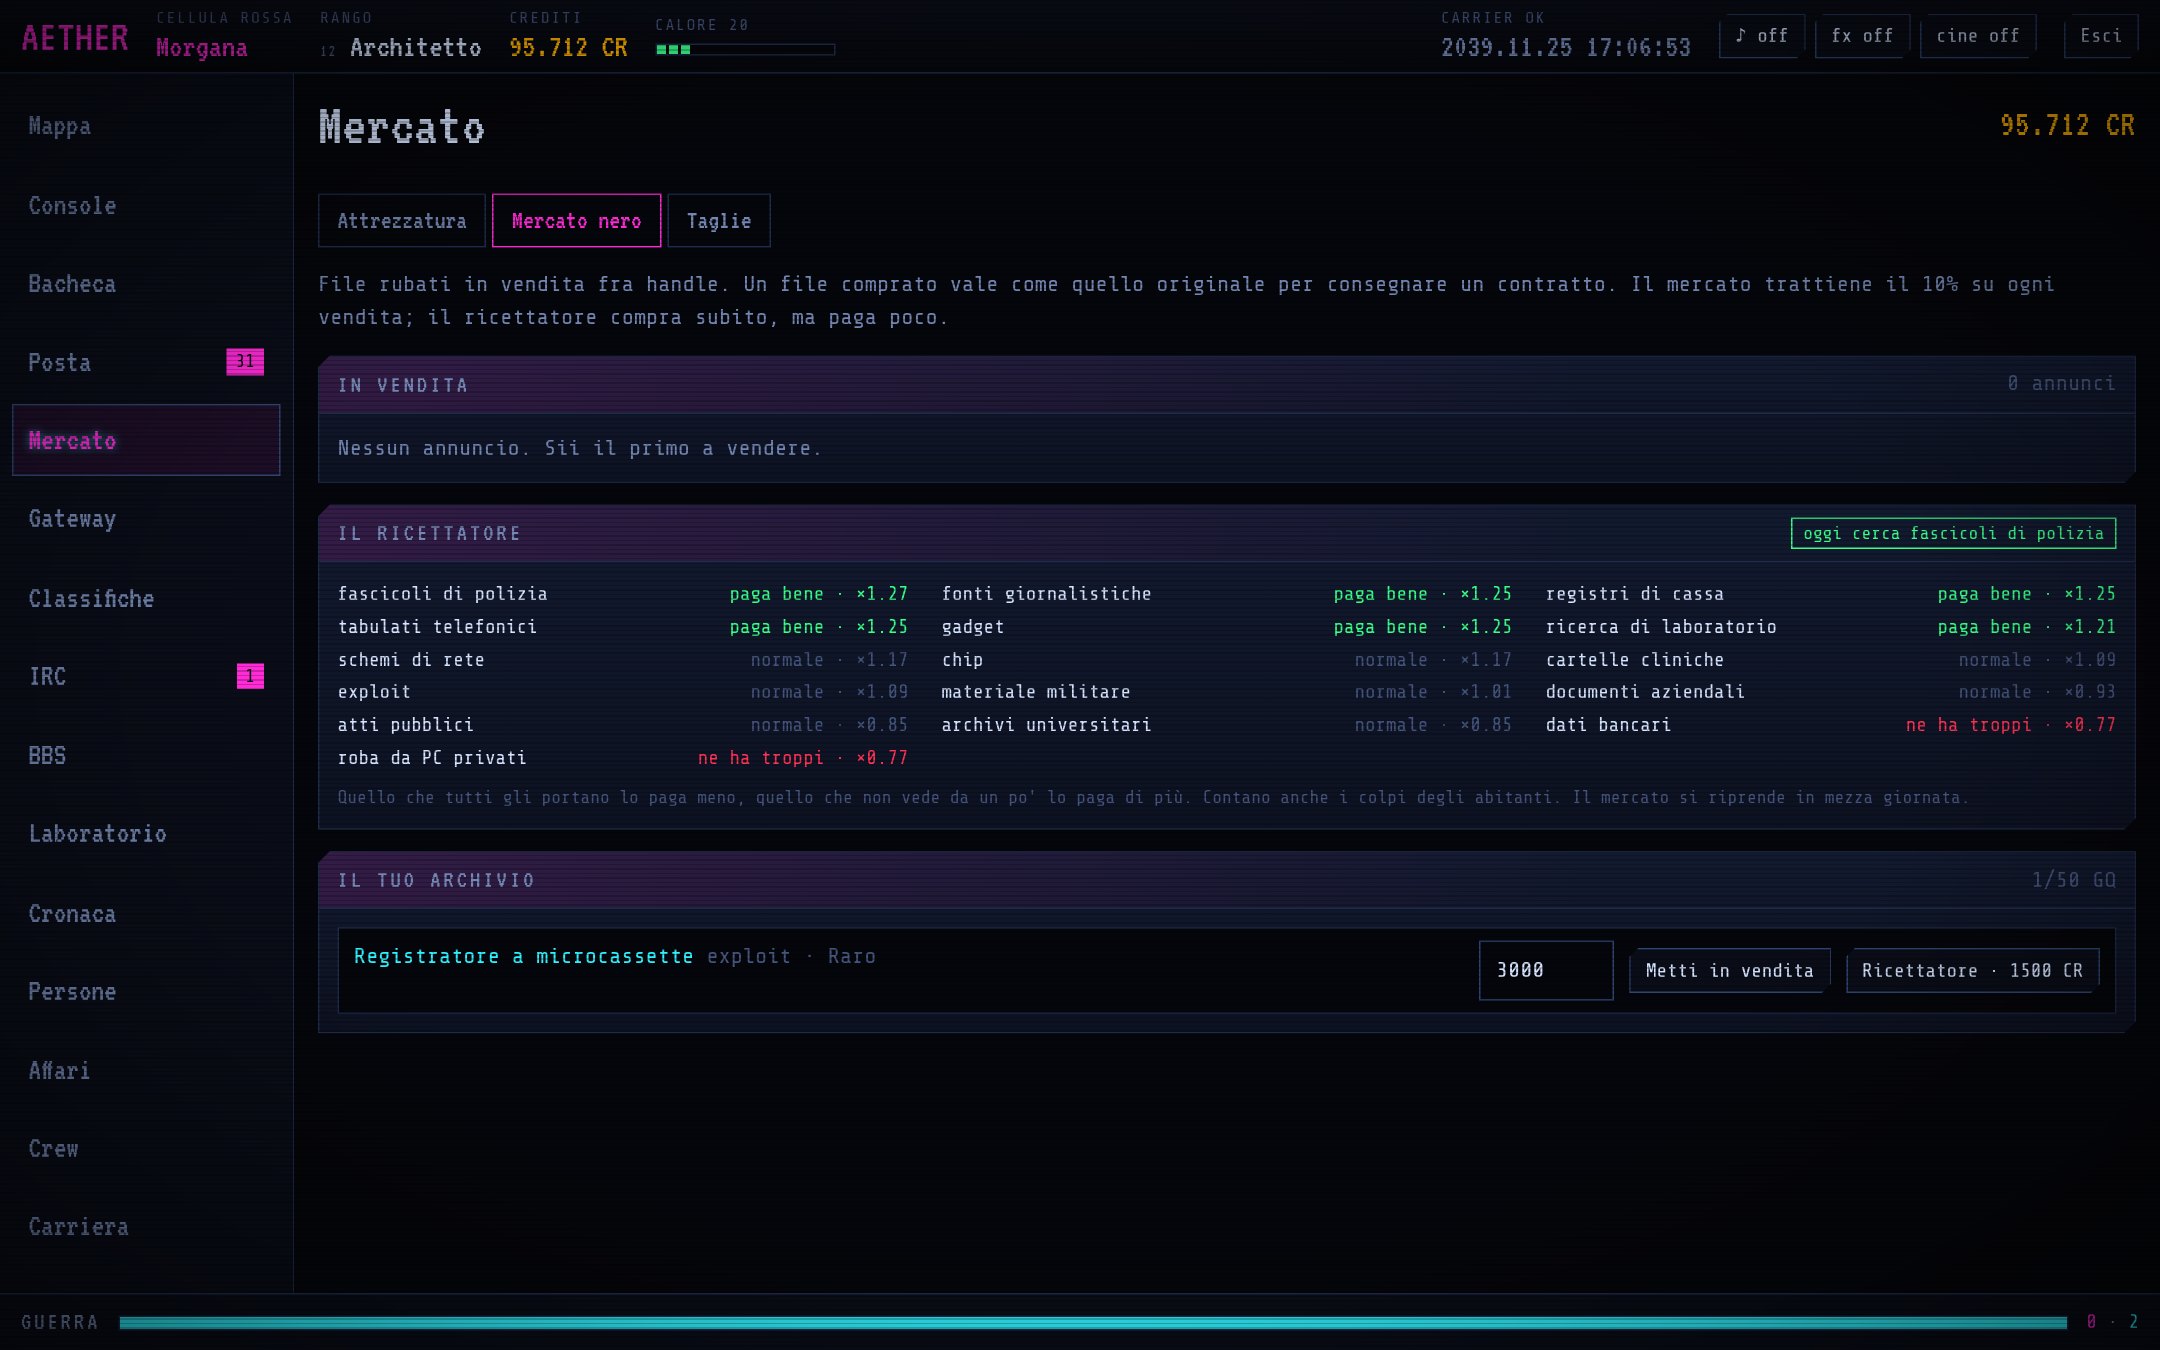 AETHER
CELLULA ROSSA
Morgana
RANGO
12 Architetto
CREDITI
95.712 CR
CALORE 20
CARRIER OK
2039.11.25 17:06:53
♪ off
fx off
cine off
Esci
Mappa
Console
Bacheca
Posta 31
Mercato
Gateway
Classifiche
IRC 1
BBS
Laboratorio
Cronaca
Persone
Affari
Crew
Carriera
Mercato
95.712 CR
Attrezzatura
Mercato nero
Taglie
File rubati in vendita fra handle. Un file comprato vale come quello originale per consegnare un contratto. Il mercato trattiene il 10% su ogni
vendita; il ricettatore compra subito, ma paga poco.
IN VENDITA
0 annunci
Nessun annuncio. Sii il primo a vendere.
IL RICETTATORE
oggi cerca fascicoli di polizia
fascicoli di polizia paga bene · ×1.27 fonti giornalistiche paga bene · ×1.25 registri di cassa paga bene · ×1.25
tabulati telefonici paga bene · ×1.25 gadget paga bene · ×1.25 ricerca di laboratorio paga bene · ×1.21
schemi di rete normale · ×1.17 chip normale · ×1.17 cartelle cliniche normale · ×1.09
exploit normale · ×1.09 materiale militare normale · ×1.01 documenti aziendali normale · ×0.93
atti pubblici normale · ×0.85 archivi universitari normale · ×0.85 dati bancari ne ha troppi · ×0.77
roba da PC privati ne ha troppi · ×0.77
Quello che tutti gli portano lo paga meno, quello che non vede da un po' lo paga di più. Contano anche i colpi degli abitanti. Il mercato si riprende in mezza giornata.
IL TUO ARCHIVIO
1/50 GQ
Registratore a microcassette exploit · Raro
3000
Metti in vendita
Ricettatore · 1500 CR
GUERRA
0 · 2